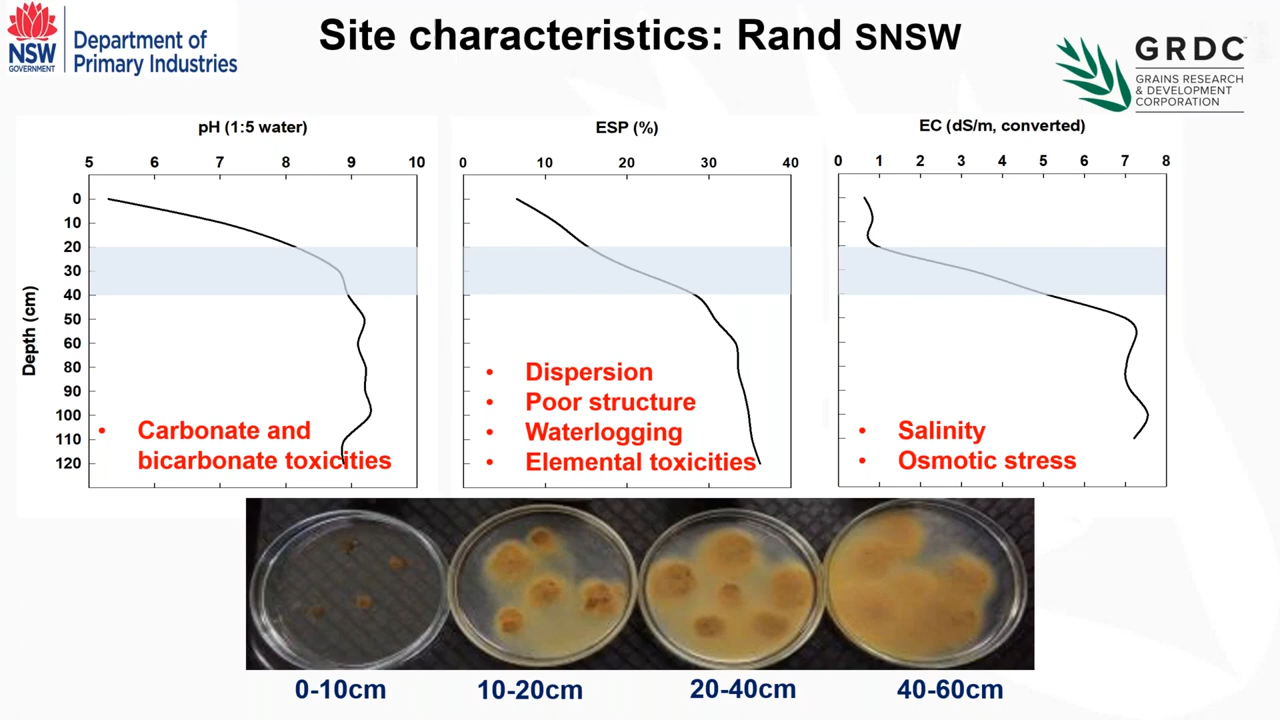 Site characteristics: Rand SNSW
NSW
GOVERNMENT
Department of
Primary Industries
GRDC
GRAINS RESEARCH
& DEVELOPMENT
CORPORATION
pH (1:5 water)
5 6 7 8 9 10
ESP (%)
0 10 20 30 40
EC (dS/m, converted)
0 1 2 3 4 5 6 7 8
Depth (cm)
0
10
20
30
40
50
60
80
90
100
110
120
• Carbonate and
bicarbonate toxicities
• Dispersion
• Poor structure
• Waterlogging
• Elemental toxicities
• Salinity
• Osmotic stress
0-10cm
10-20cm
20-40cm
40-60cm